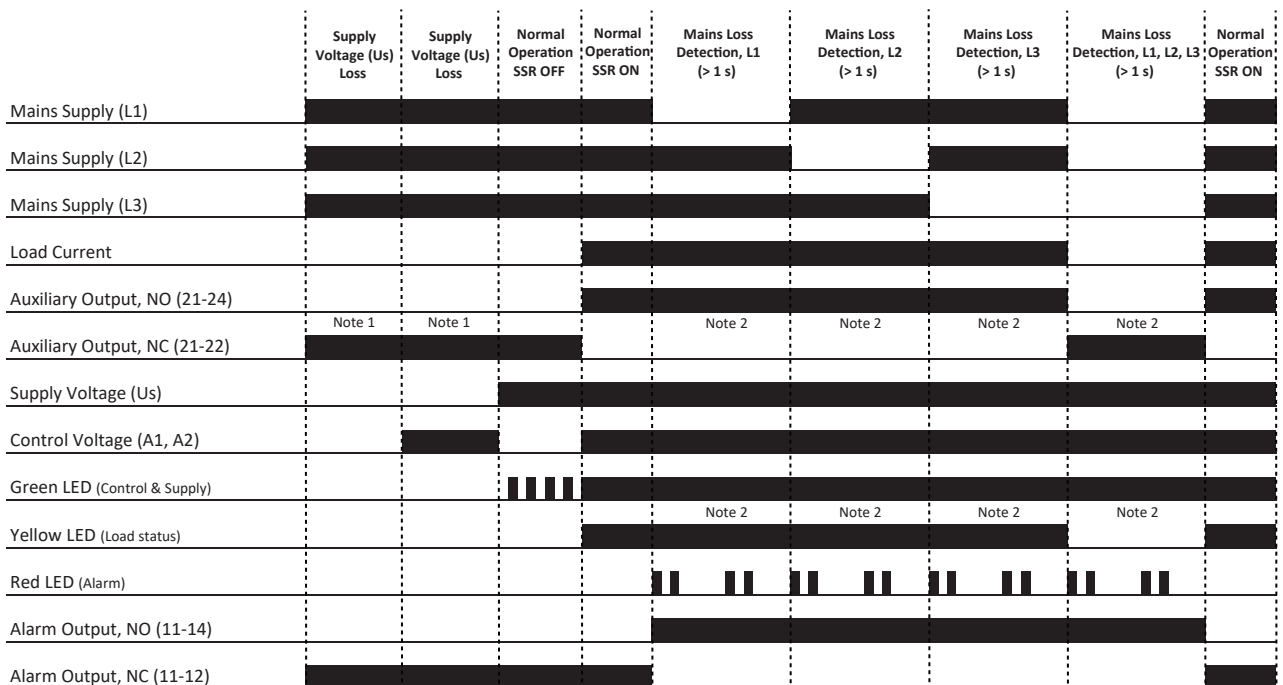 Supply
Voltage (Us)
Loss
Supply
Voltage (Us)
Loss
Normal
Operation
SSR OFF
Normal
Operation
SSR ON
Mains Loss
Detection, L1
(> 1 s)
Mains Loss
Detection, L2
(> 1 s)
Mains Loss
Detection, L3
(> 1 s)
Mains Loss
Detection, L1, L2, L3
(> 1 s)
Normal
Operation
SSR ON
Mains Supply (L1)
Mains Supply (L2)
Mains Supply (L3)
Load Current
Auxiliary Output, NO (21-24)
Note 1 Note 1 Note 2 Note 2 Note 2 Note 2
Auxiliary Output, NC (21-22)
Supply Voltage (Us)
Control Voltage (A1, A2)
Green LED (Control & Supply)
Note 2 Note 2 Note 2 Note 2
Yellow LED (Load status)
Red LED (Alarm)
Alarm Output, NO (11-14)
Alarm Output, NC (11-12)